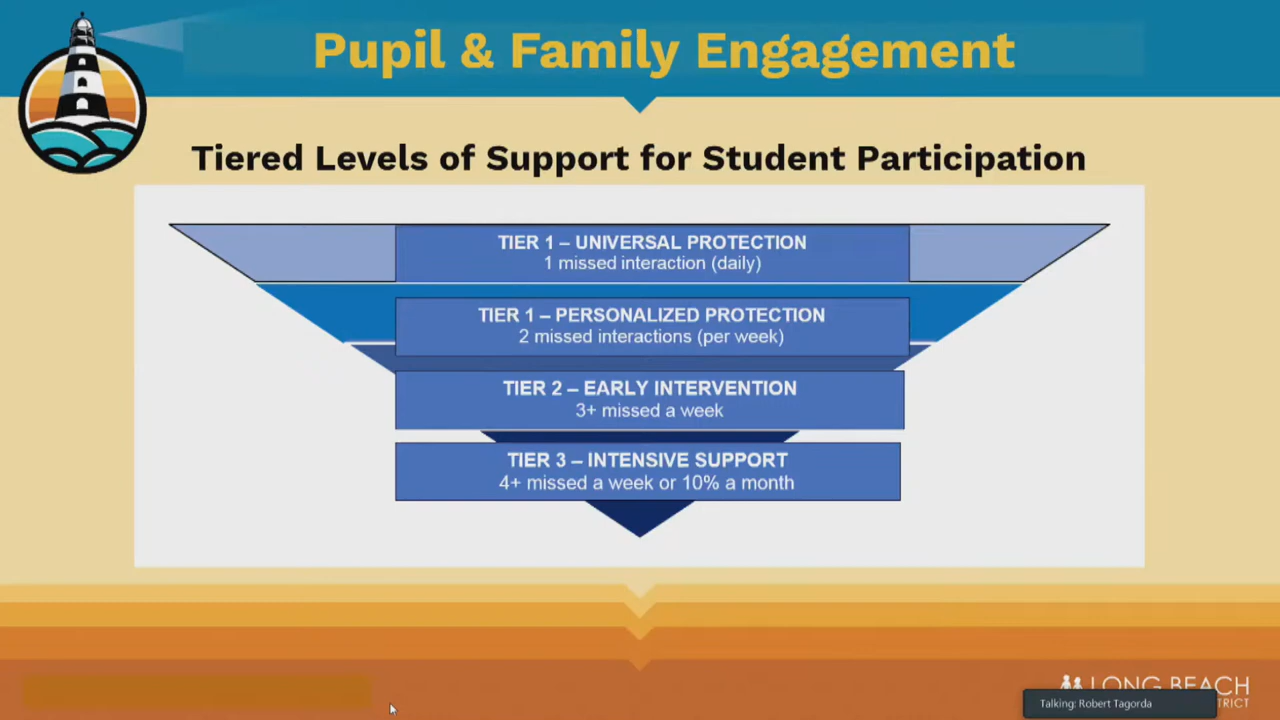 Pupil & Family Engagement
Tiered Levels of Support for Student Participation
TIER 1 – UNIVERSAL PROTECTION
1 missed interaction (daily)
TIER 1 – PERSONALIZED PROTECTION
2 missed interactions (per week)
TIER 2 – EARLY INTERVENTION
3+ missed a week
TIER 3 – INTENSIVE SUPPORT
4+ missed a week or 10% a month
LONG BEACH
Talking: Robert Tagorda